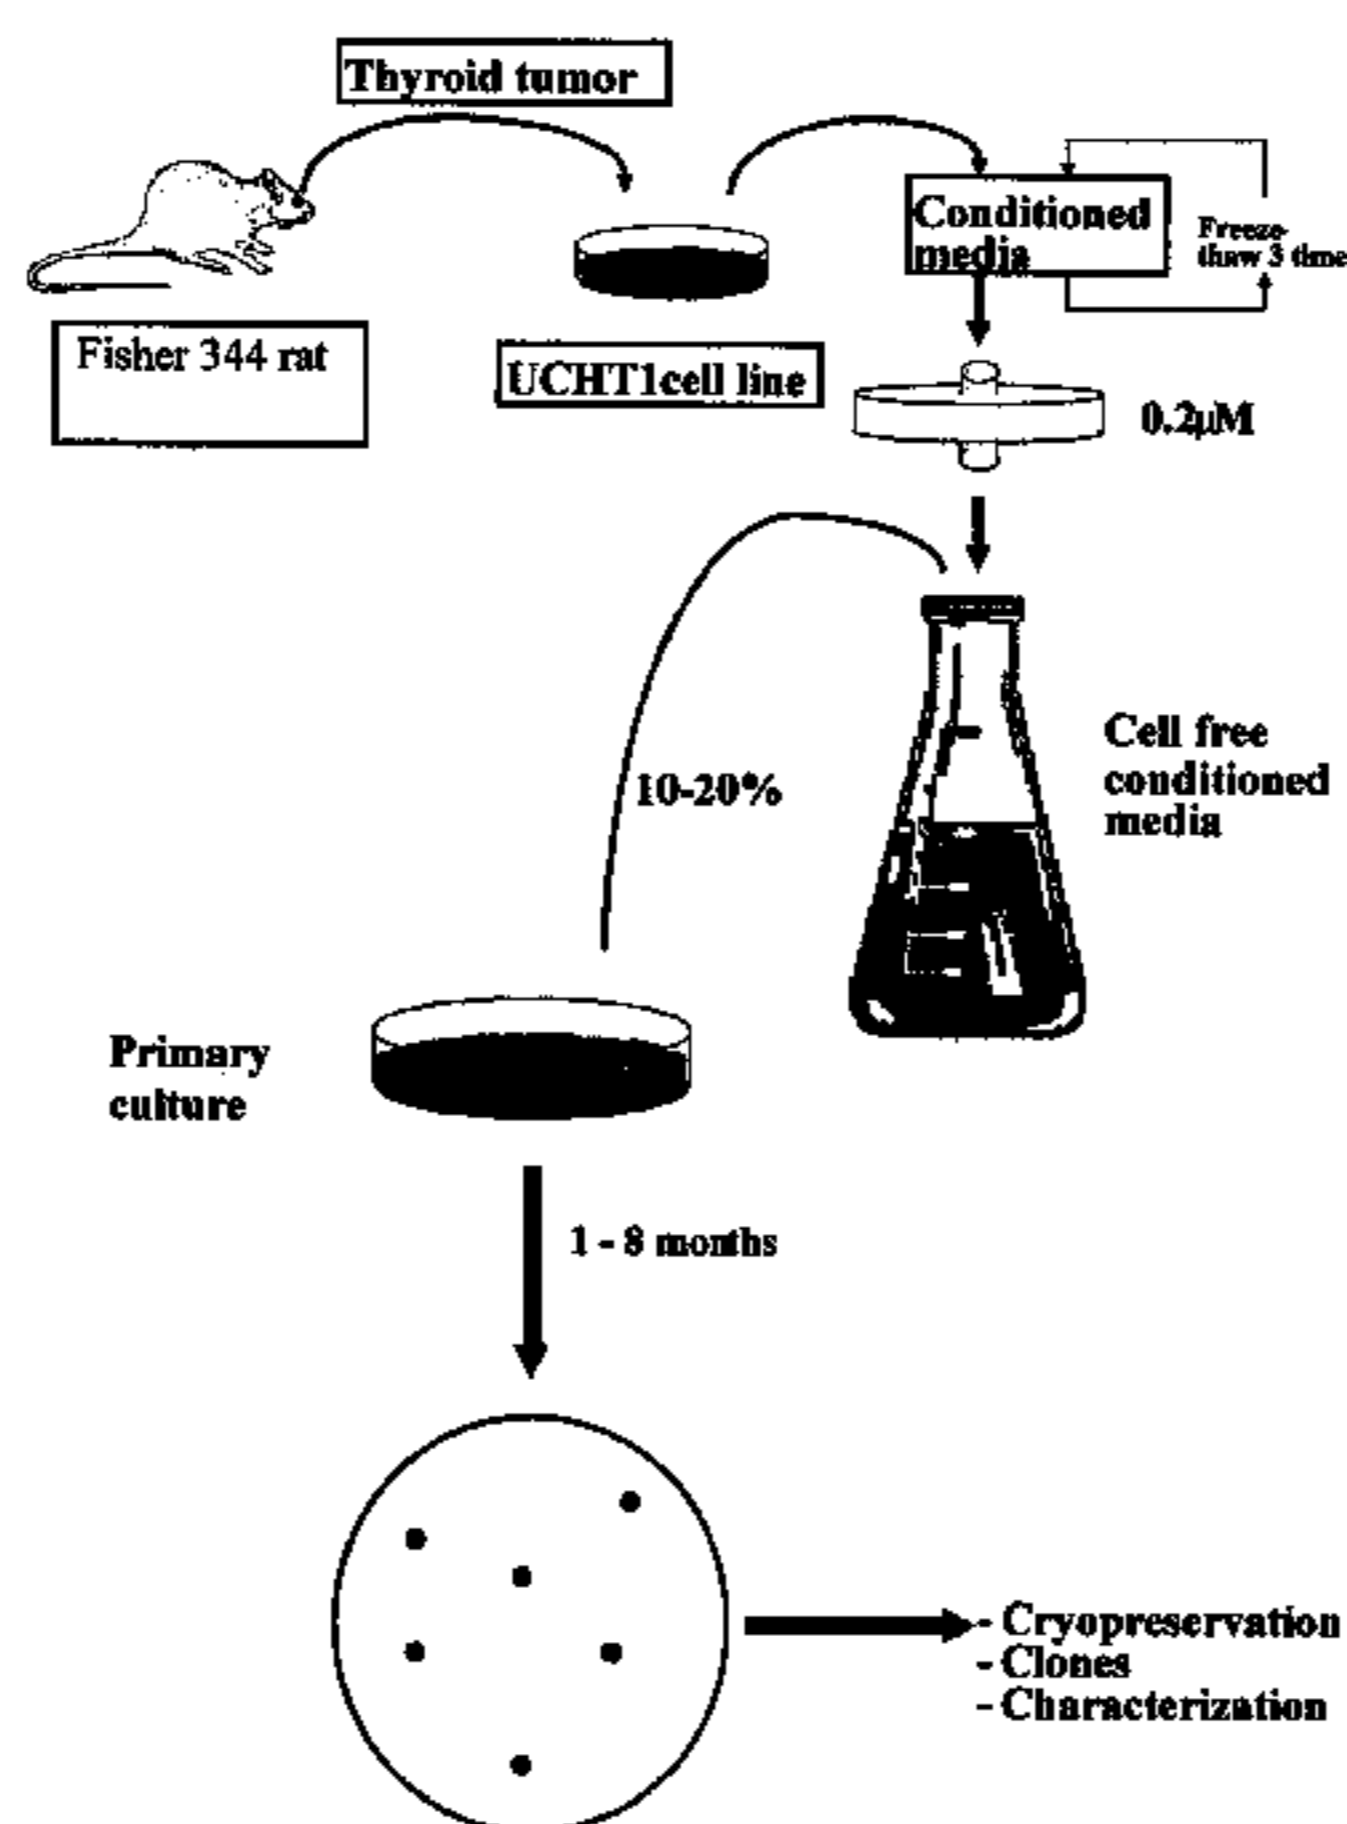 Thyroid tumor
Conditioned
media
Freeze-
thaw 3 time
Fisher 344 rat
UCHT1cell line
0.2µM
Cell free
conditioned
media
10-20%
Primary
culture
1 - 8 months
- Cryopreservation
- Clones
- Characterization